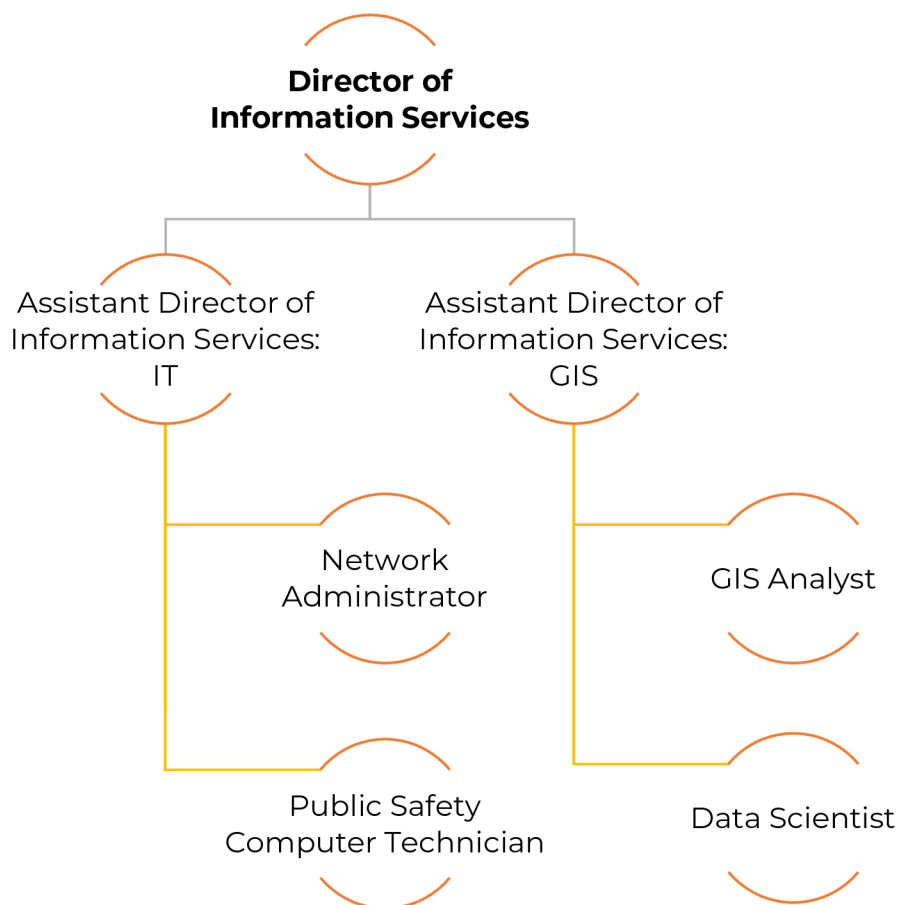 Director of
Information Services
Assistant Director of
Information Services:
IT
Assistant Director of
Information Services:
GIS
Network
Administrator
GIS Analyst
Public Safety
Computer Technician
Data Scientist